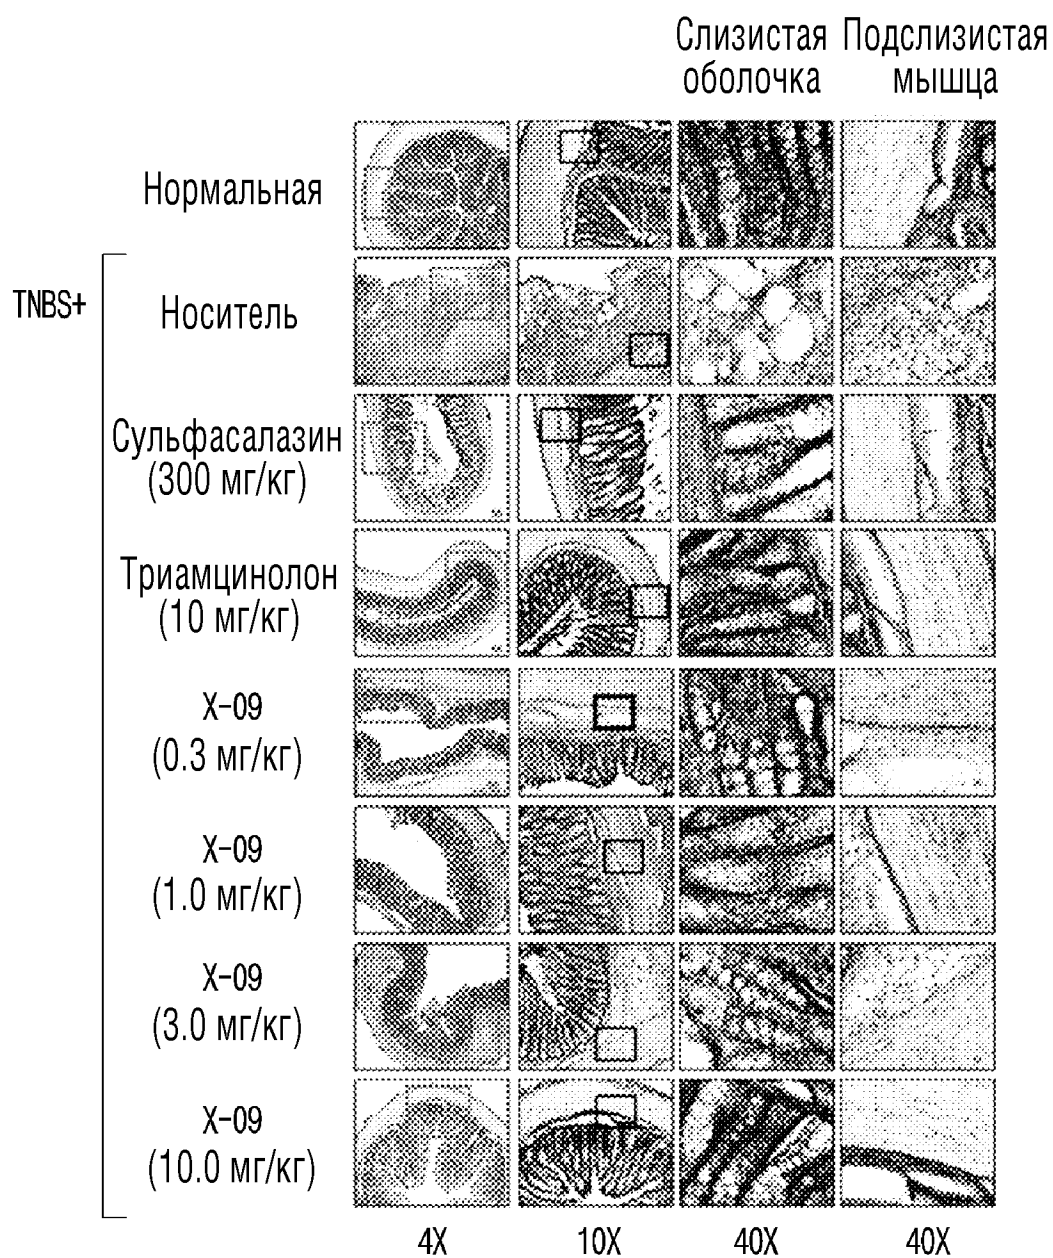 Слизистая Подслизистая
оболочка мышца
Нормальная
TNBS+
Носитель
Сульфасалазин
(300 мг/кг)
Триамцинолон
(10 мг/кг)
X-09
(0.3 мг/кг)
X-09
(1.0 мг/кг)
X-09
(3.0 мг/кг)
X-09
(10.0 мг/кг)
4X 10X 40X 40X